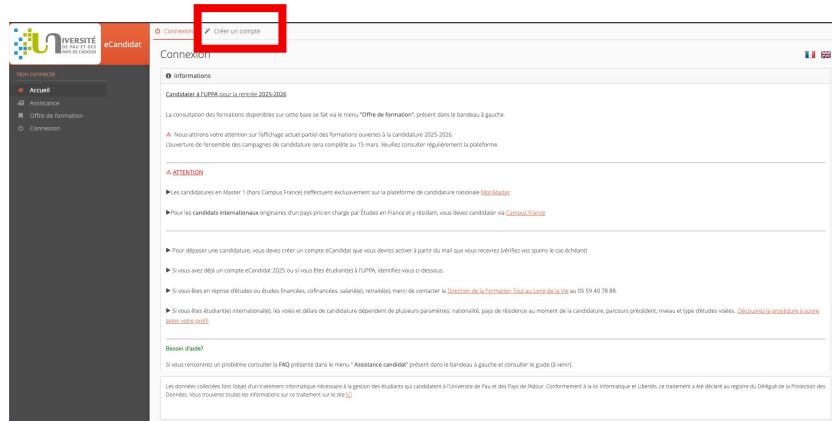 UNIVERSITÉ
DE PAU ET DES
PAYS DE L'ADOUR
eCandidat
Non connecté
Accueil
Assistance
Offre de formation
Connexion
Connexion
Créer un compte
Connexion
Informations
Candidater à l'UPPA pour la rentrée 2025-2026
La consultation des formations disponibles sur cette base se fait via le menu "Offre de formation", présent dans le bandeau à gauche.
⚠ Nous attirons votre attention sur l'affichage actuel partiel des formations ouvertes à la candidature 2025-2026.
L'ouverture de l'ensemble des campagnes de candidature sera complète au 15 mars. Veuillez consulter régulièrement la plateforme.
⚠ ATTENTION
▶Les candidatures en Master 1 (hors Campus France) s'effectuent exclusivement sur la plateforme de candidature nationale MonMaster
▶Pour les candidats internationaux originaires d'un pays pris en charge par Études en France et y résidant, vous devez candidater via Campus France
▶ Pour déposer une candidature, vous devez créer un compte eCandidat que vous devrez activer à partir du mail que vous recevrez (vérifiez vos spams le cas échéant)
▶ Si vous avez déjà un compte eCandidat 2025 ou si vous êtes étudiant(e) à l'UPPA, identifiez-vous ci-dessous.
▶ Si vous êtes en reprise d'études ou études financées, cofinancées, salarié(e), retraité(e), merci de contacter la Direction de la Formation Tout au Long de la Vie au 05 59 40 78 88.
▶ Si vous êtes étudiant(e) international(e), les voies et délais de candidature dépendent de plusieurs paramètres: nationalité, pays de résidence au moment de la candidature, parcours précédent, niveau et type d'études visées. Découvrez la procédure à suivre
selon votre profil.
Besoin d'aide?
Si vous rencontrez un problème consulter la FAQ présente dans le menu " Assistance candidat" présent dans le bandeau à gauche et consulter le guide (à venir).
Les données collectées font l'objet d'un traitement informatique nécessaire à la gestion des étudiants qui candidatent à l'Universite de Pau et des Pays de l'Adour. Conformement à la loi Informatique et Libertés, ce traitement a été déclaré au registre du Délégué de la Protection des
Données. Vous trouverez toutes les informations sur ce traitement sur le site ICI